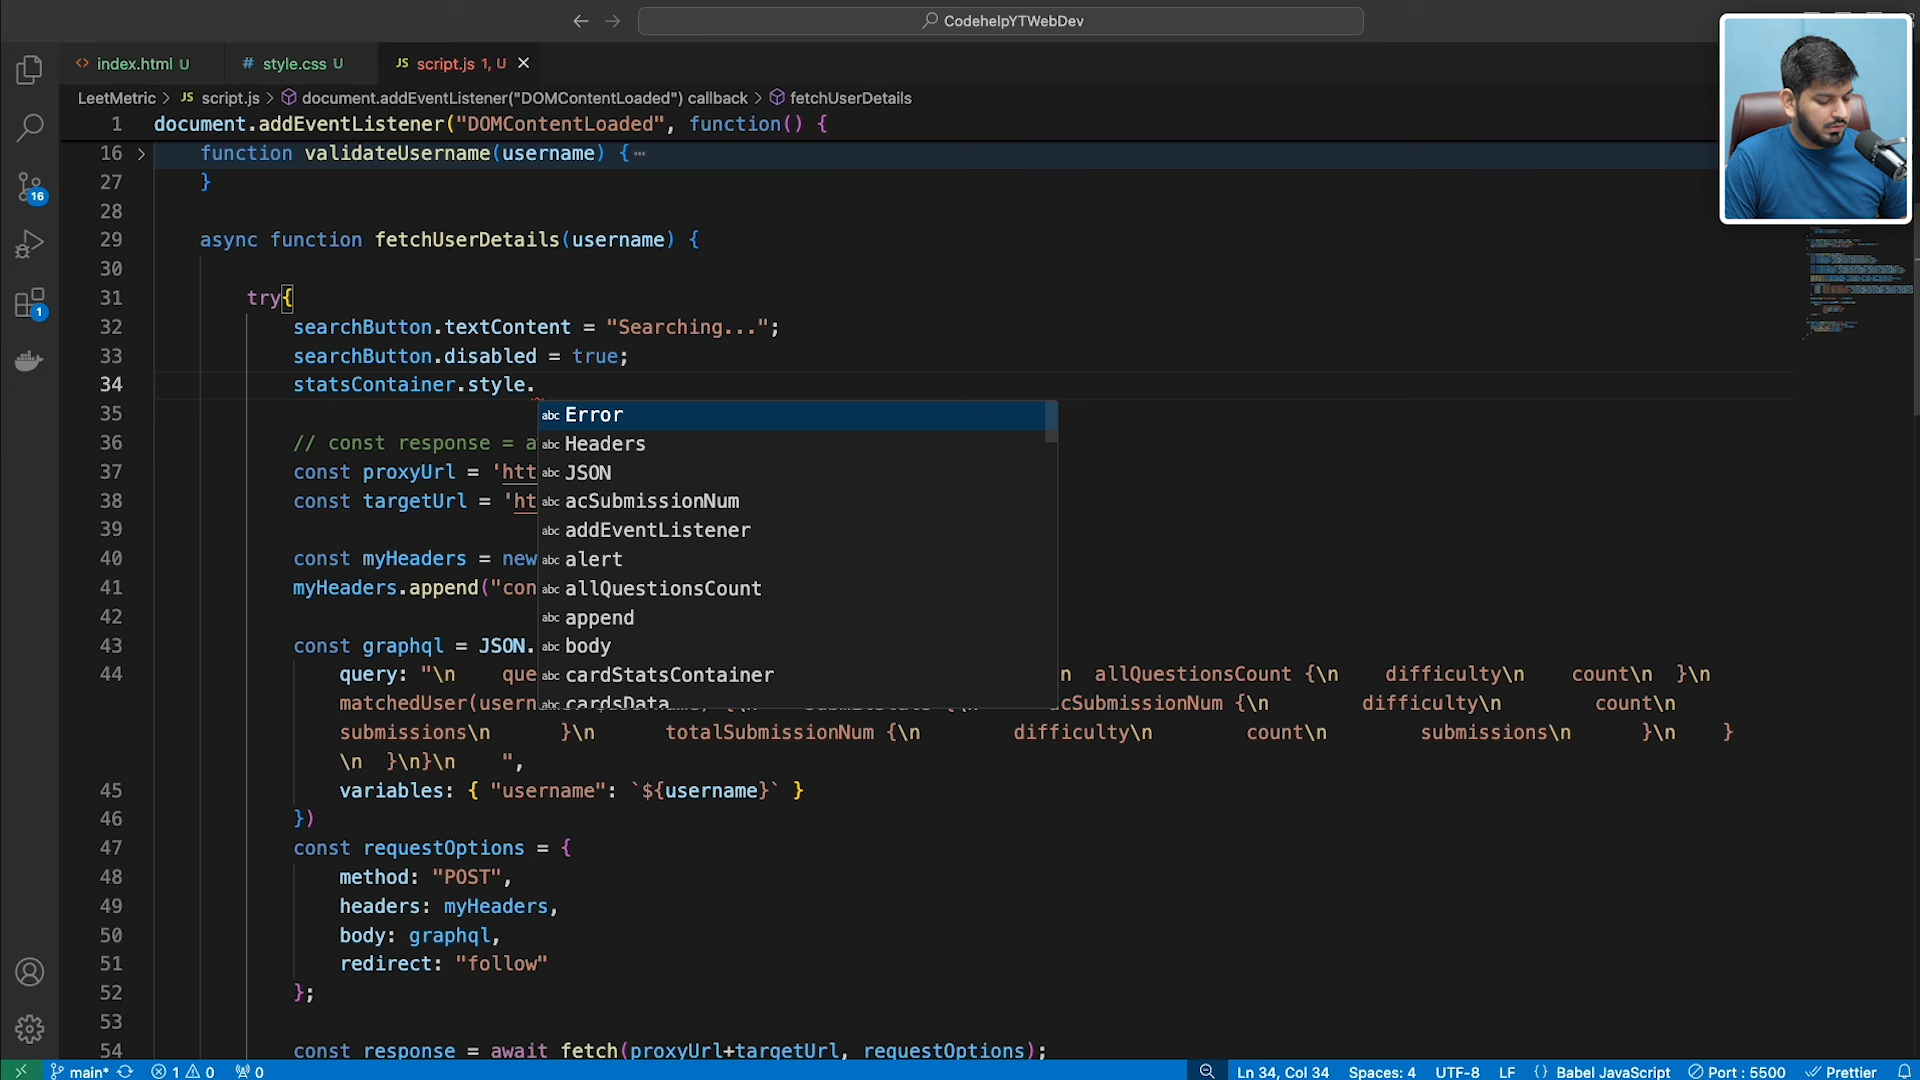 CodehelpYTWebDev
index.html U
style.css U
JS script.js 1, U
LeetMetric > JS script.js > document.addEventListener("DOMContentLoaded") callback > fetchUserDetails
1 document.addEventListener("DOMContentLoaded", function() {
16 function validateUsername(username) {…
27 }
28
29 async function fetchUserDetails(username) {
30
31 try{
32 searchButton.textContent = "Searching...";
33 searchButton.disabled = true;
34 statsContainer.style.
35
abc Error
36 // const response = a
abc Headers
37 const proxyUrl = 'htt
abc JSON
38 const targetUrl = 'ht
abc acSubmissionNum
39
abc addEventListener
40 const myHeaders = new
abc alert
41 myHeaders.append("con
abc allQuestionsCount
42
abc append
43 const graphql = JSON.
abc body
44 query: "\n que
abc cardStatsContainer
n allQuestionsCount {\n difficulty\n count\n }\n
abc cardsData
matchedUser(usern
cSubmissionNum {\n difficulty\n count\n
submissions\n }\n totalSubmissionNum {\n difficulty\n count\n submissions\n }\n }
\n }\n}\n ",
45 variables: { "username": `${username}` }
46 })
47 const requestOptions = {
48 method: "POST",
49 headers: myHeaders,
50 body: graphql,
51 redirect: "follow"
52 };
53
54 const response = await fetch(proxyUrl+targetUrl, requestOptions);
16
1
main* 1 0 0 Ln 34, Col 34 Spaces: 4 UTF-8 LF {} Babel JavaScript Port : 5500 Prettier